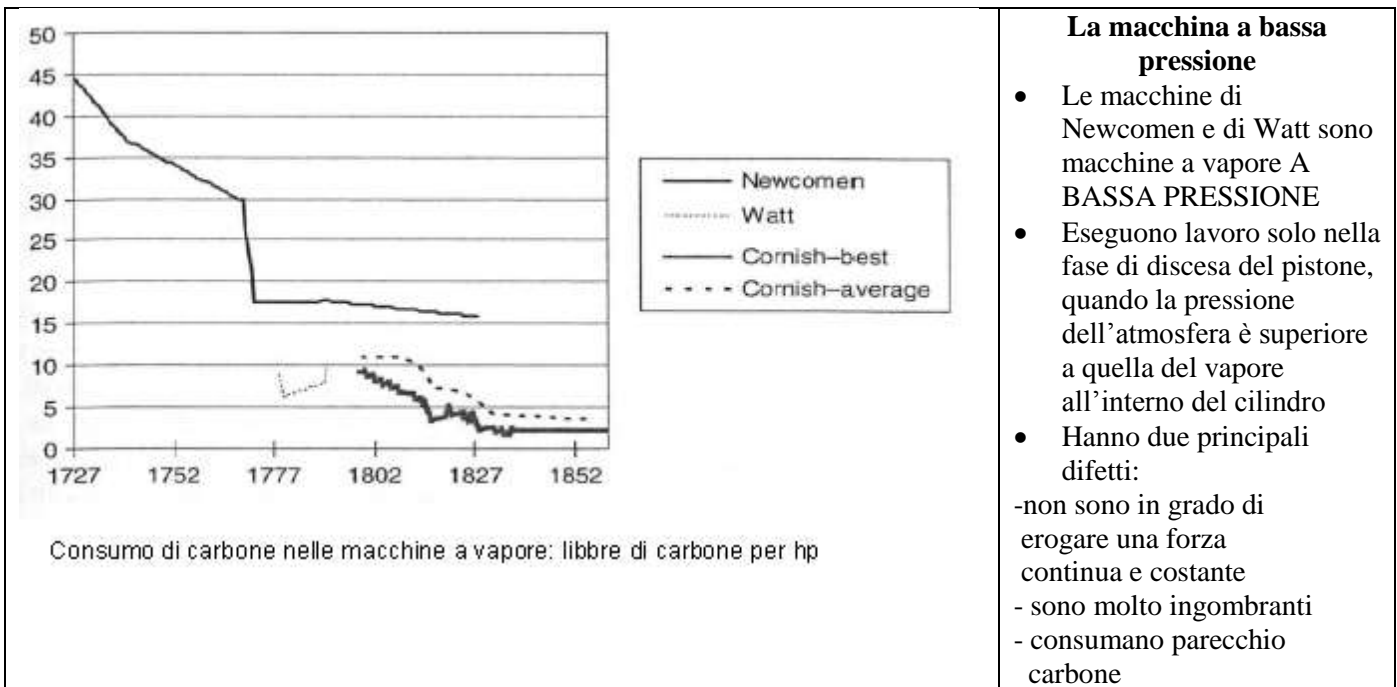 50
45
40
35
30
25
20
15
10
5
0
1727 1752 1777 1802 1827 1852
Newcomen
Watt
Cornish–best
Cornish–average
Consumo di carbone nelle macchine a vapore: libbre di carbone per hp
La macchina a bassa
pressione
• Le macchine di
Newcomen e di Watt sono
macchine a vapore A
BASSA PRESSIONE
• Eseguono lavoro solo nella
fase di discesa del pistone,
quando la pressione
dell’atmosfera è superiore
a quella del vapore
all’interno del cilindro
• Hanno due principali
difetti:
-non sono in grado di
erogare una forza
continua e costante
- sono molto ingombranti
- consumano parecchio
carbone